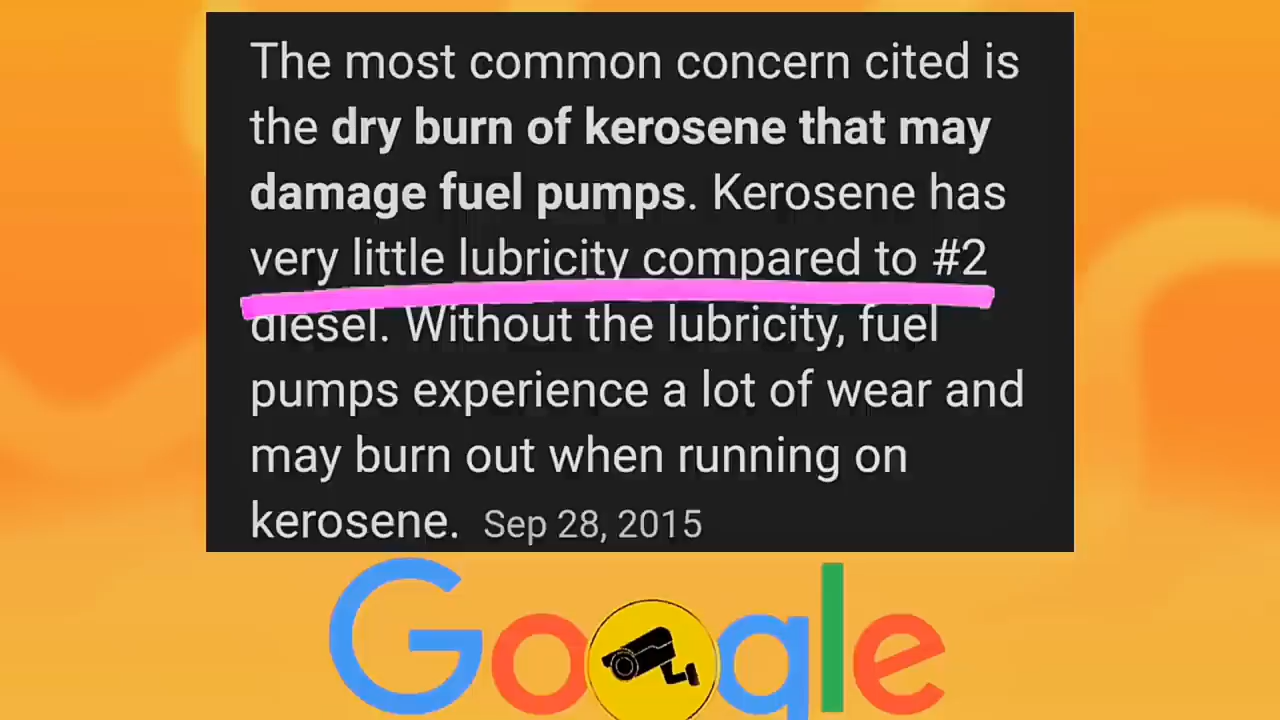 The most common concern cited is
the dry burn of kerosene that may
damage fuel pumps. Kerosene has
very little lubricity compared to #2
diesel. Without the lubricity, fuel
pumps experience a lot of wear and
may burn out when running on
kerosene. Sep 28, 2015
Google